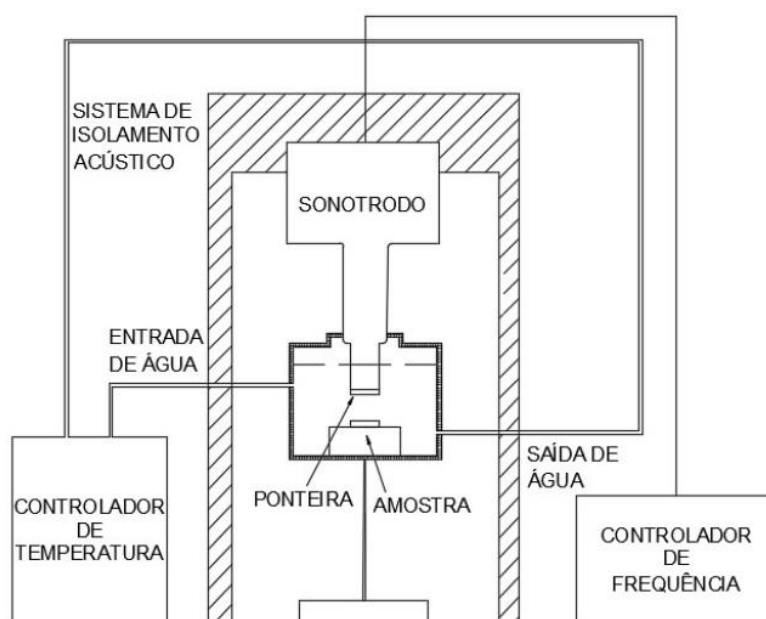 SISTEMA DE
ISOLAMENTO
ACÚSTICO
SONOTRODO
ENTRADA
DE ÁGUA
PONTEIRA
AMOSTRA
SAÍDA DE
ÁGUA
CONTROLADOR
DE
TEMPERATURA
CONTROLADOR
DE
FREQUÊNCIA